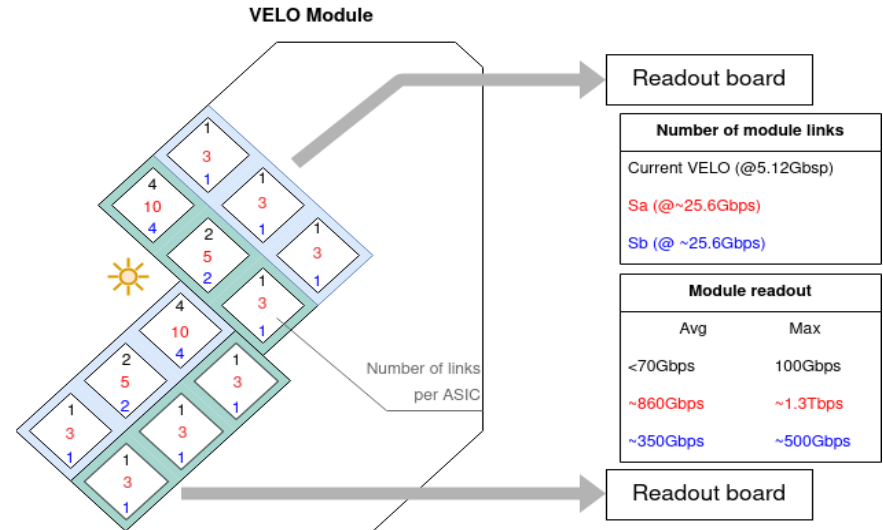 VELO Module
Readout board
Number of module links
Current VELO (@5.12Gbsp)
Sa (@~25.6Gbps)
Sb (@ ~25.6Gbps)
Module readout
Avg Max
<70Gbps 100Gbps
~860Gbps ~1.3Tbps
~350Gbps ~500Gbps
Readout board
1
3
1
1
3
1
1
3
1
4
10
4
2
5
2
1
3
1
4
10
4
2
5
2
1
3
1
1
3
1
1
3
1
1
3
1
Number of links
per ASIC